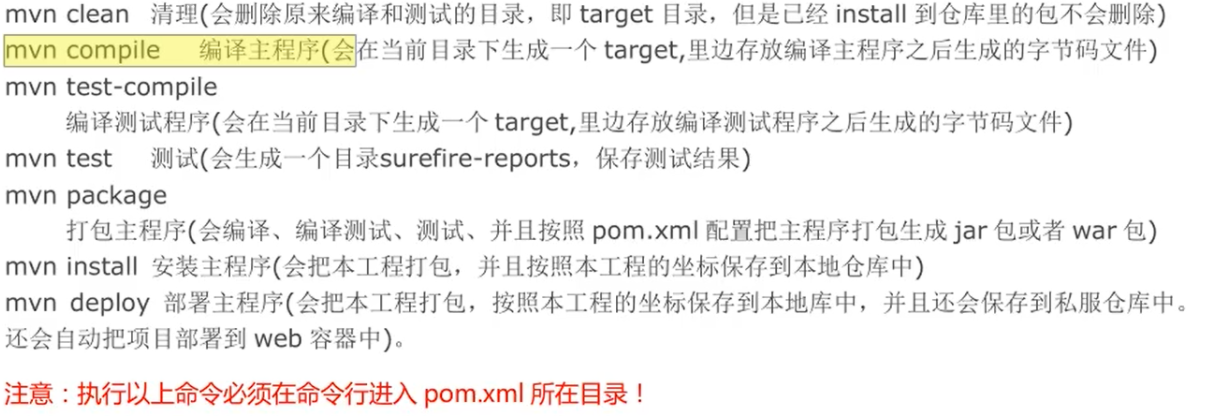 mvn clean 清理(会删除原来编译和测试的目录，即 target 目录，但是已经 install 到仓库里的包不会删除)
mvn compile 编译主程序(会在当前目录下生成一个 target,里边存放编译主程序之后生成的字节码文件)
mvn test-compile
编译测试程序(会在当前目录下生成一个 target,里边存放编译测试程序之后生成的字节码文件)
mvn test 测试(会生成一个目录surefire-reports，保存测试结果)
mvn package
打包主程序(会编译、编译测试、测试、并且按照 pom.xml 配置把主程序打包生成 jar 包或者 war 包)
mvn install 安装主程序(会把本工程打包，并且按照本工程的坐标保存到本地仓库中)
mvn deploy 部署主程序(会把本工程打包，按照本工程的坐标保存到本地库中，并且还会保存到私服仓库中。
还会自动把项目部署到 web 容器中)。
注意：执行以上命令必须在命令行进入 pom.xml 所在目录！